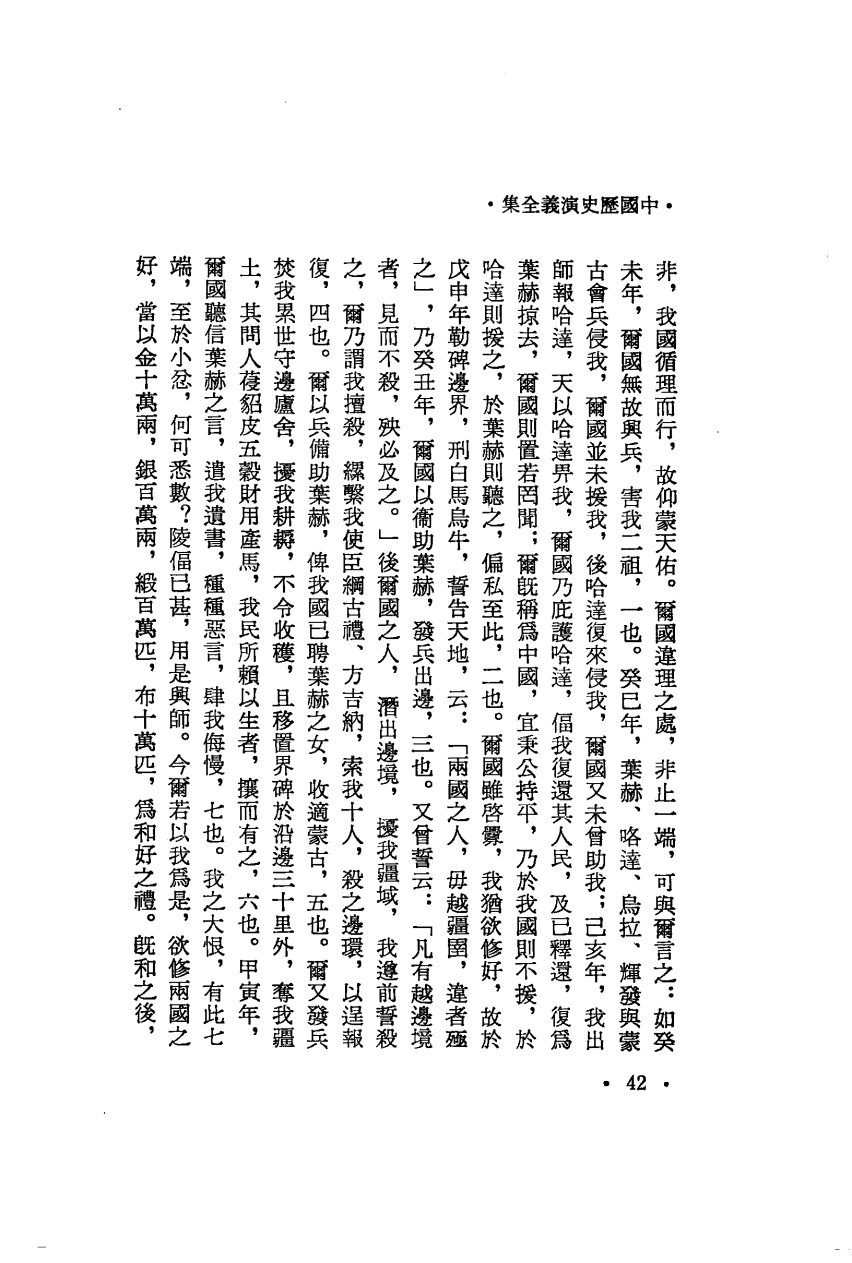 ·中國歷史演義全集·
非，我國循理而行，故仰蒙天佑。爾國違理之處，非止一端，可與爾言之：如癸
未年，爾國無故興兵，害我二祖，一也。癸巳年，葉赫、咯達、烏拉、輝發與蒙
古會兵侵我，爾國並未援我，後哈達復來侵我，爾國又未曾助我；己亥年，我出
師報哈達，天以哈達畀我，爾國乃庇護哈達，偪我復還其人民，及已釋還，復爲
葉赫掠去，爾國則置若罔聞；爾既稱爲中國，宜秉公持平，乃於我國則不援，於
哈達則援之，於葉赫則聽之，偏私至此，二也。爾國雖啓釁，我猶欲修好，故於
戊申年勒碑邊界，刑白馬烏牛，誓告天地，云：「兩國之人，毋越疆圉，違者殛
之」，乃癸丑年，爾國以衞助葉赫，發兵出邊，三也。又曾誓云：「凡有越邊境
者，見而不殺，殃必及之。」後爾國之人，潛出邊境，擾我疆域，我遵前誓殺
之，爾乃謂我擅殺，縲繫我使臣綱古禮、方吉納，索我十人，殺之邊環，以逞報
復，四也。爾以兵備助葉赫，俾我國已聘葉赫之女，收適蒙古，五也。爾又發兵
焚我累世守邊廬舍，擾我耕耨，不令收穫，且移置界碑於沿邊三十里外，奪我疆
土，其問人葠貂皮五穀財用產馬，我民所賴以生者，攘而有之，六也。甲寅年，
爾國聽信葉赫之言，遣我遺書，種種惡言，肆我侮慢，七也。我之大恨，有此七
端，至於小忿，何可悉數？陵偪已甚，用是興師。今爾若以我爲是，欲修兩國之
好，當以金十萬兩，銀百萬兩，緞百萬匹，布十萬匹，爲和好之禮。既和之後，
·42·